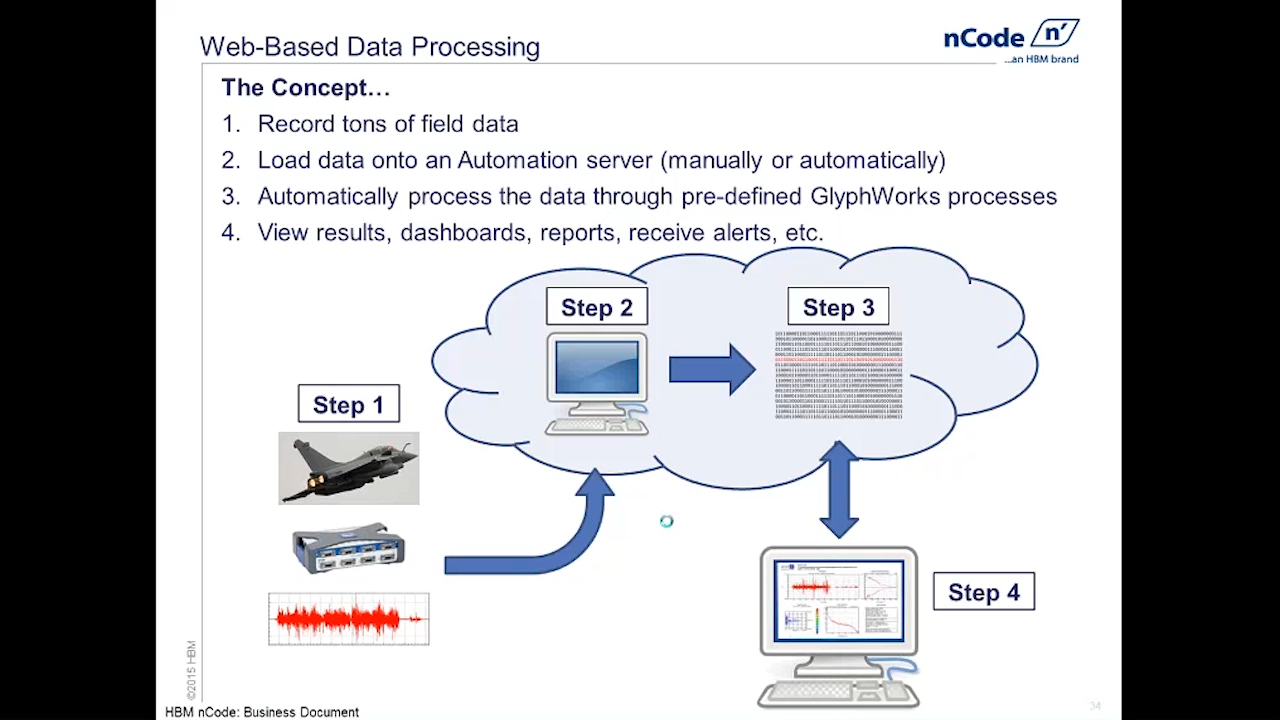 Web-Based Data Processing
nCode n'
...an HBM brand
The Concept…
1. Record tons of field data
2. Load data onto an Automation server (manually or automatically)
3. Automatically process the data through pre-defined GlyphWorks processes
4. View results, dashboards, reports, receive alerts, etc.
Step 2
Step 3
Step 1
Step 4
©2015 HBM
HBM nCode: Business Document
34